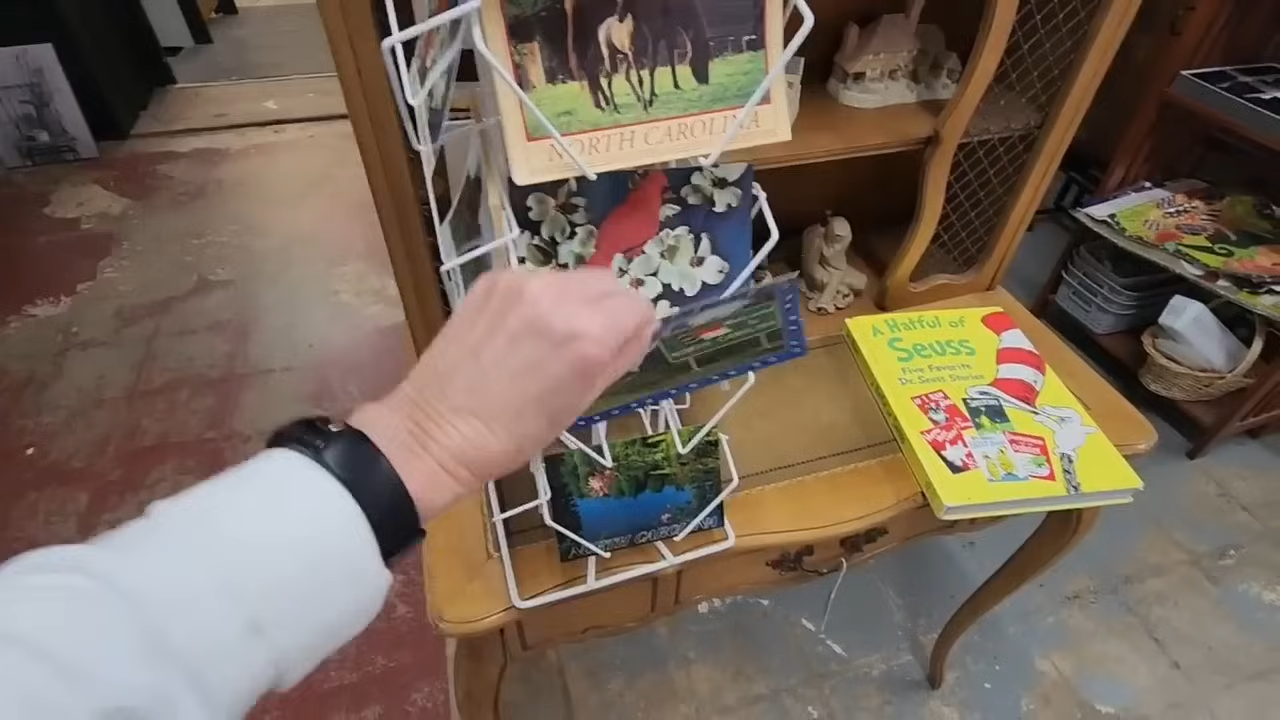 NORTH CAROLINA
A Hatful of
Seuss
Five Favorite
Dr. Seuss Stories
NORTH CAROLINA